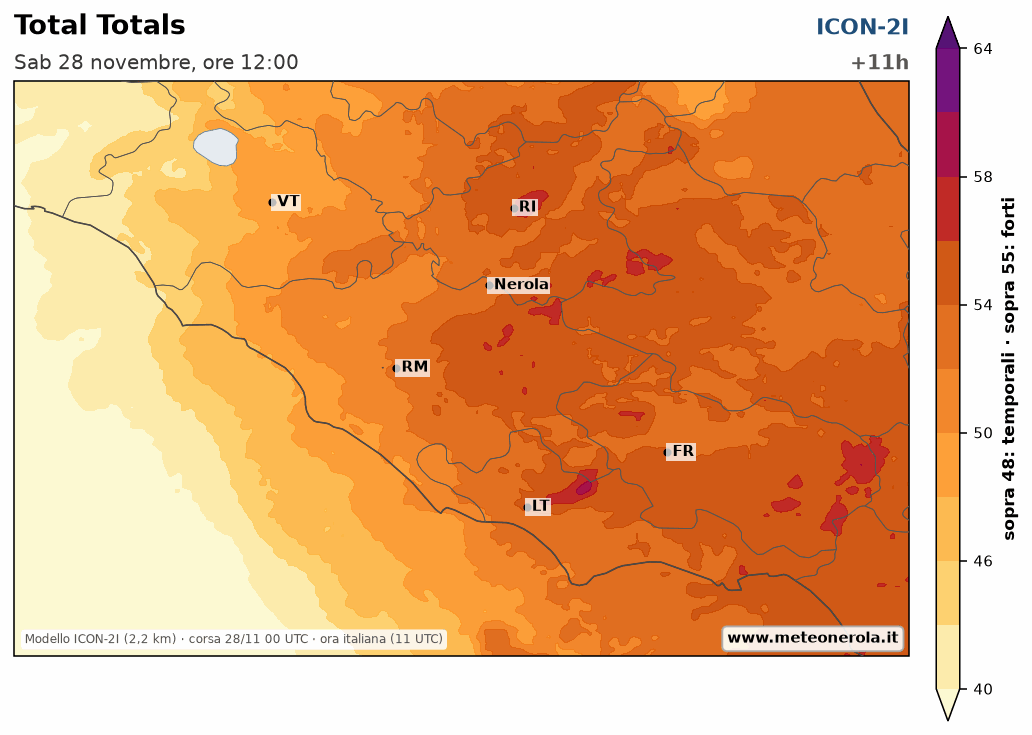 Total Totals
ICON-2I
Sab 28 novembre, ore 12:00
+11h
64
58
54
50
46
40
sopra 48: temporali · sopra 55: forti
VT
RI
Nerola
RM
FR
LT
Modello ICON-2I (2,2 km) · corsa 28/11 00 UTC · ora italiana (11 UTC)
www.meteonerola.it